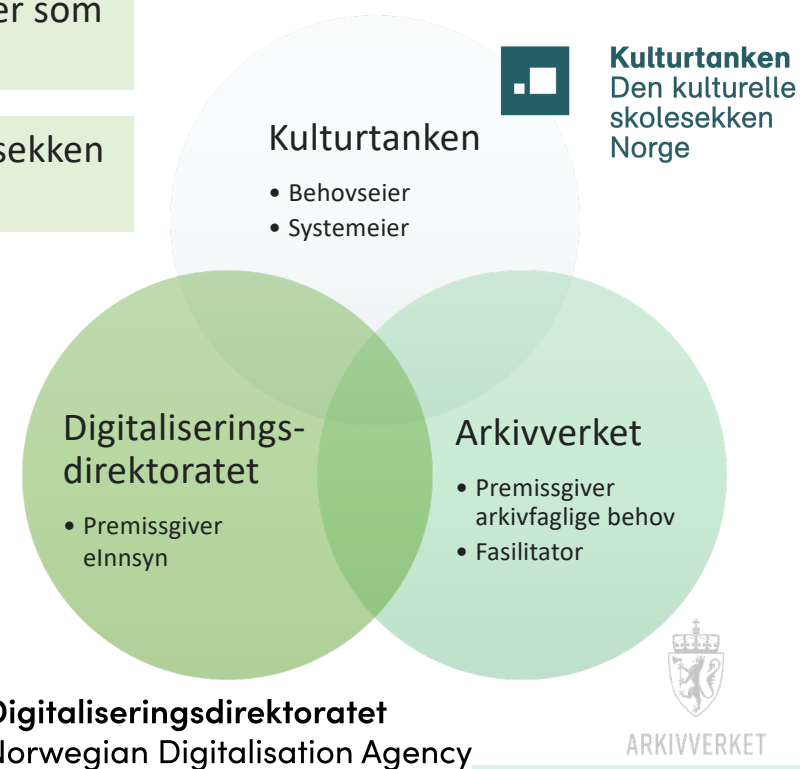 er som
sekken
Kulturtanken
Den kulturelle
skolesekken
Norge
Kulturtanken
• Behovseier
• Systemeier
Digitaliserings-
direktoratet
• Premissgiver
eInnsyn
Arkivverket
• Premissgiver
arkivfaglige behov
• Fasilitator
Digitaliseringsdirektoratet
Norwegian Digitalisation Agency
ARKIVVERKET